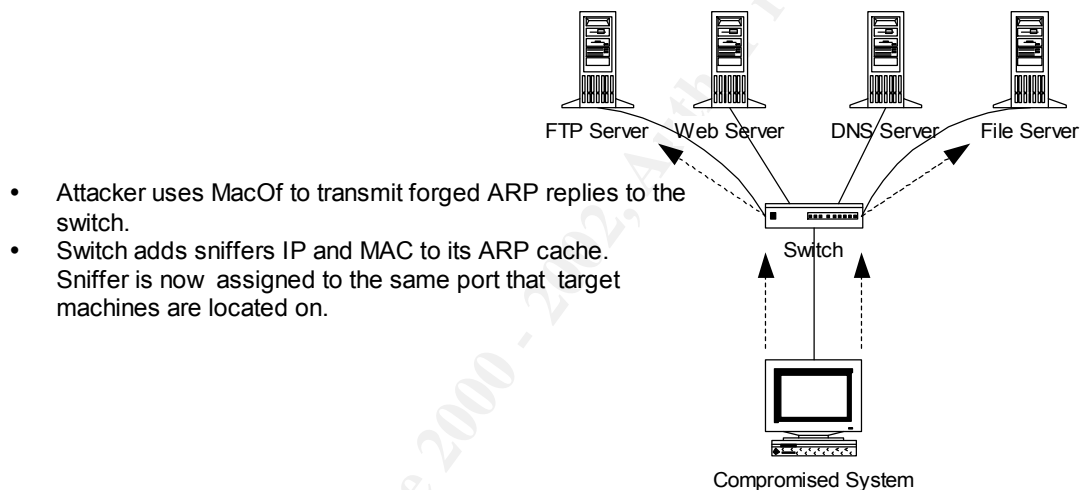 FTP Server Web Server DNS Server File Server
• Attacker uses MacOf to transmit forged ARP replies to the
switch.
• Switch adds sniffers IP and MAC to its ARP cache.
Sniffer is now assigned to the same port that target
machines are located on.
Switch
Compromised System
2000 - 2002,